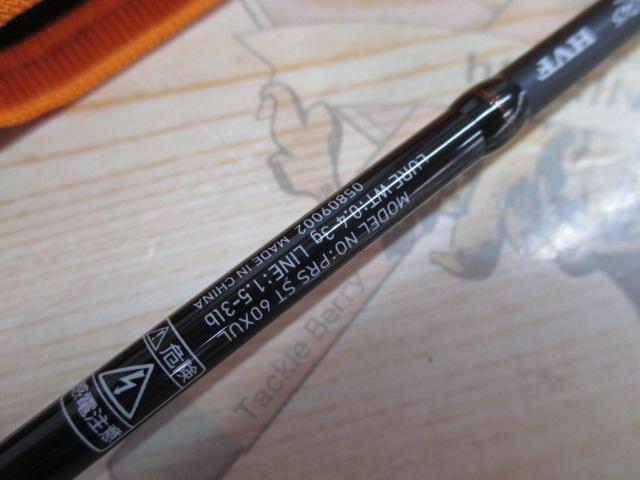 HVF
MODEL NO:PRS ST 60XUL
LURE WT:0.4-3g LINE:1.5-3lb
05809002 MADE IN CHINA
危険
感電注意
Tackle Berry